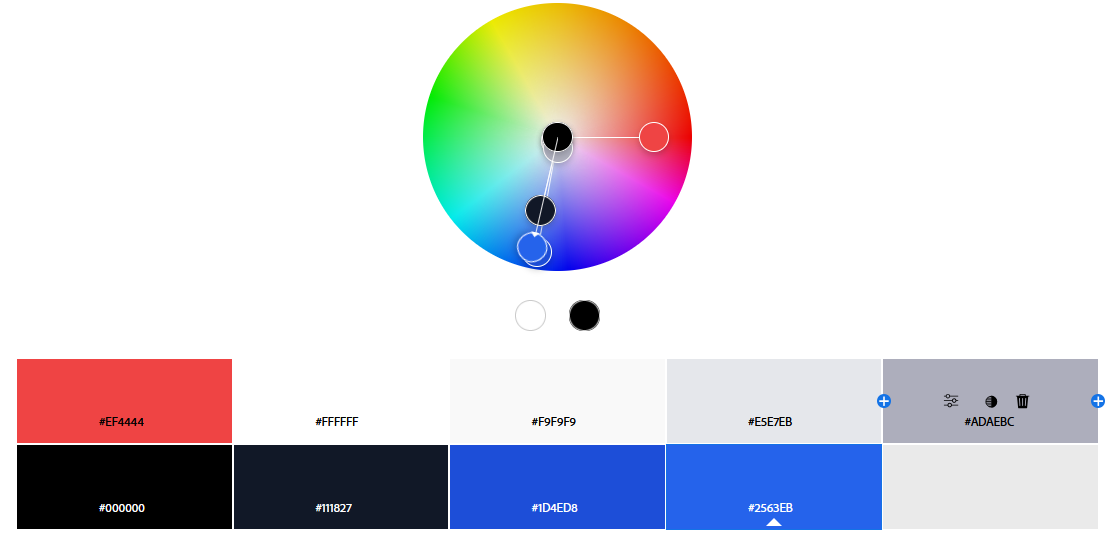 #EF4444
#FFFFFF
#F9F9F9
#E5E7EB
#ADAEBC
#000000
#111827
#1D4ED8
#2563EB